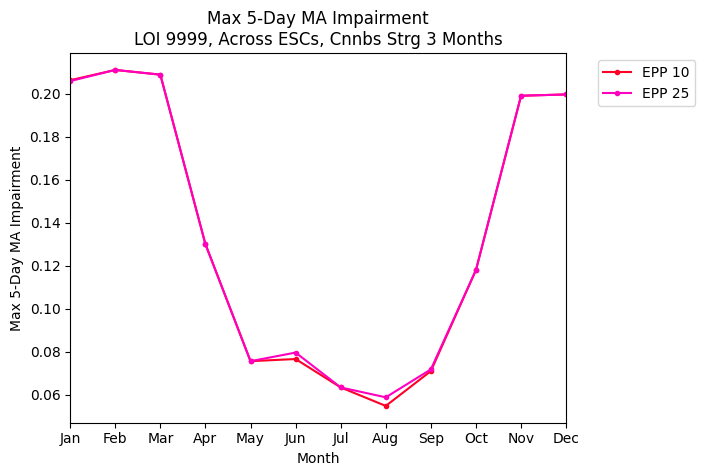 Max 5-Day MA Impairment
LOI 9999, Across ESCs, Cnnbs Strg 3 Months
EPP 10
EPP 25
Max 5-Day MA Impairment
0.20
0.18
0.16
0.14
0.12
0.10
0.08
0.06
Jan Feb Mar Apr May Jun Jul Aug Sep Oct Nov Dec
Month